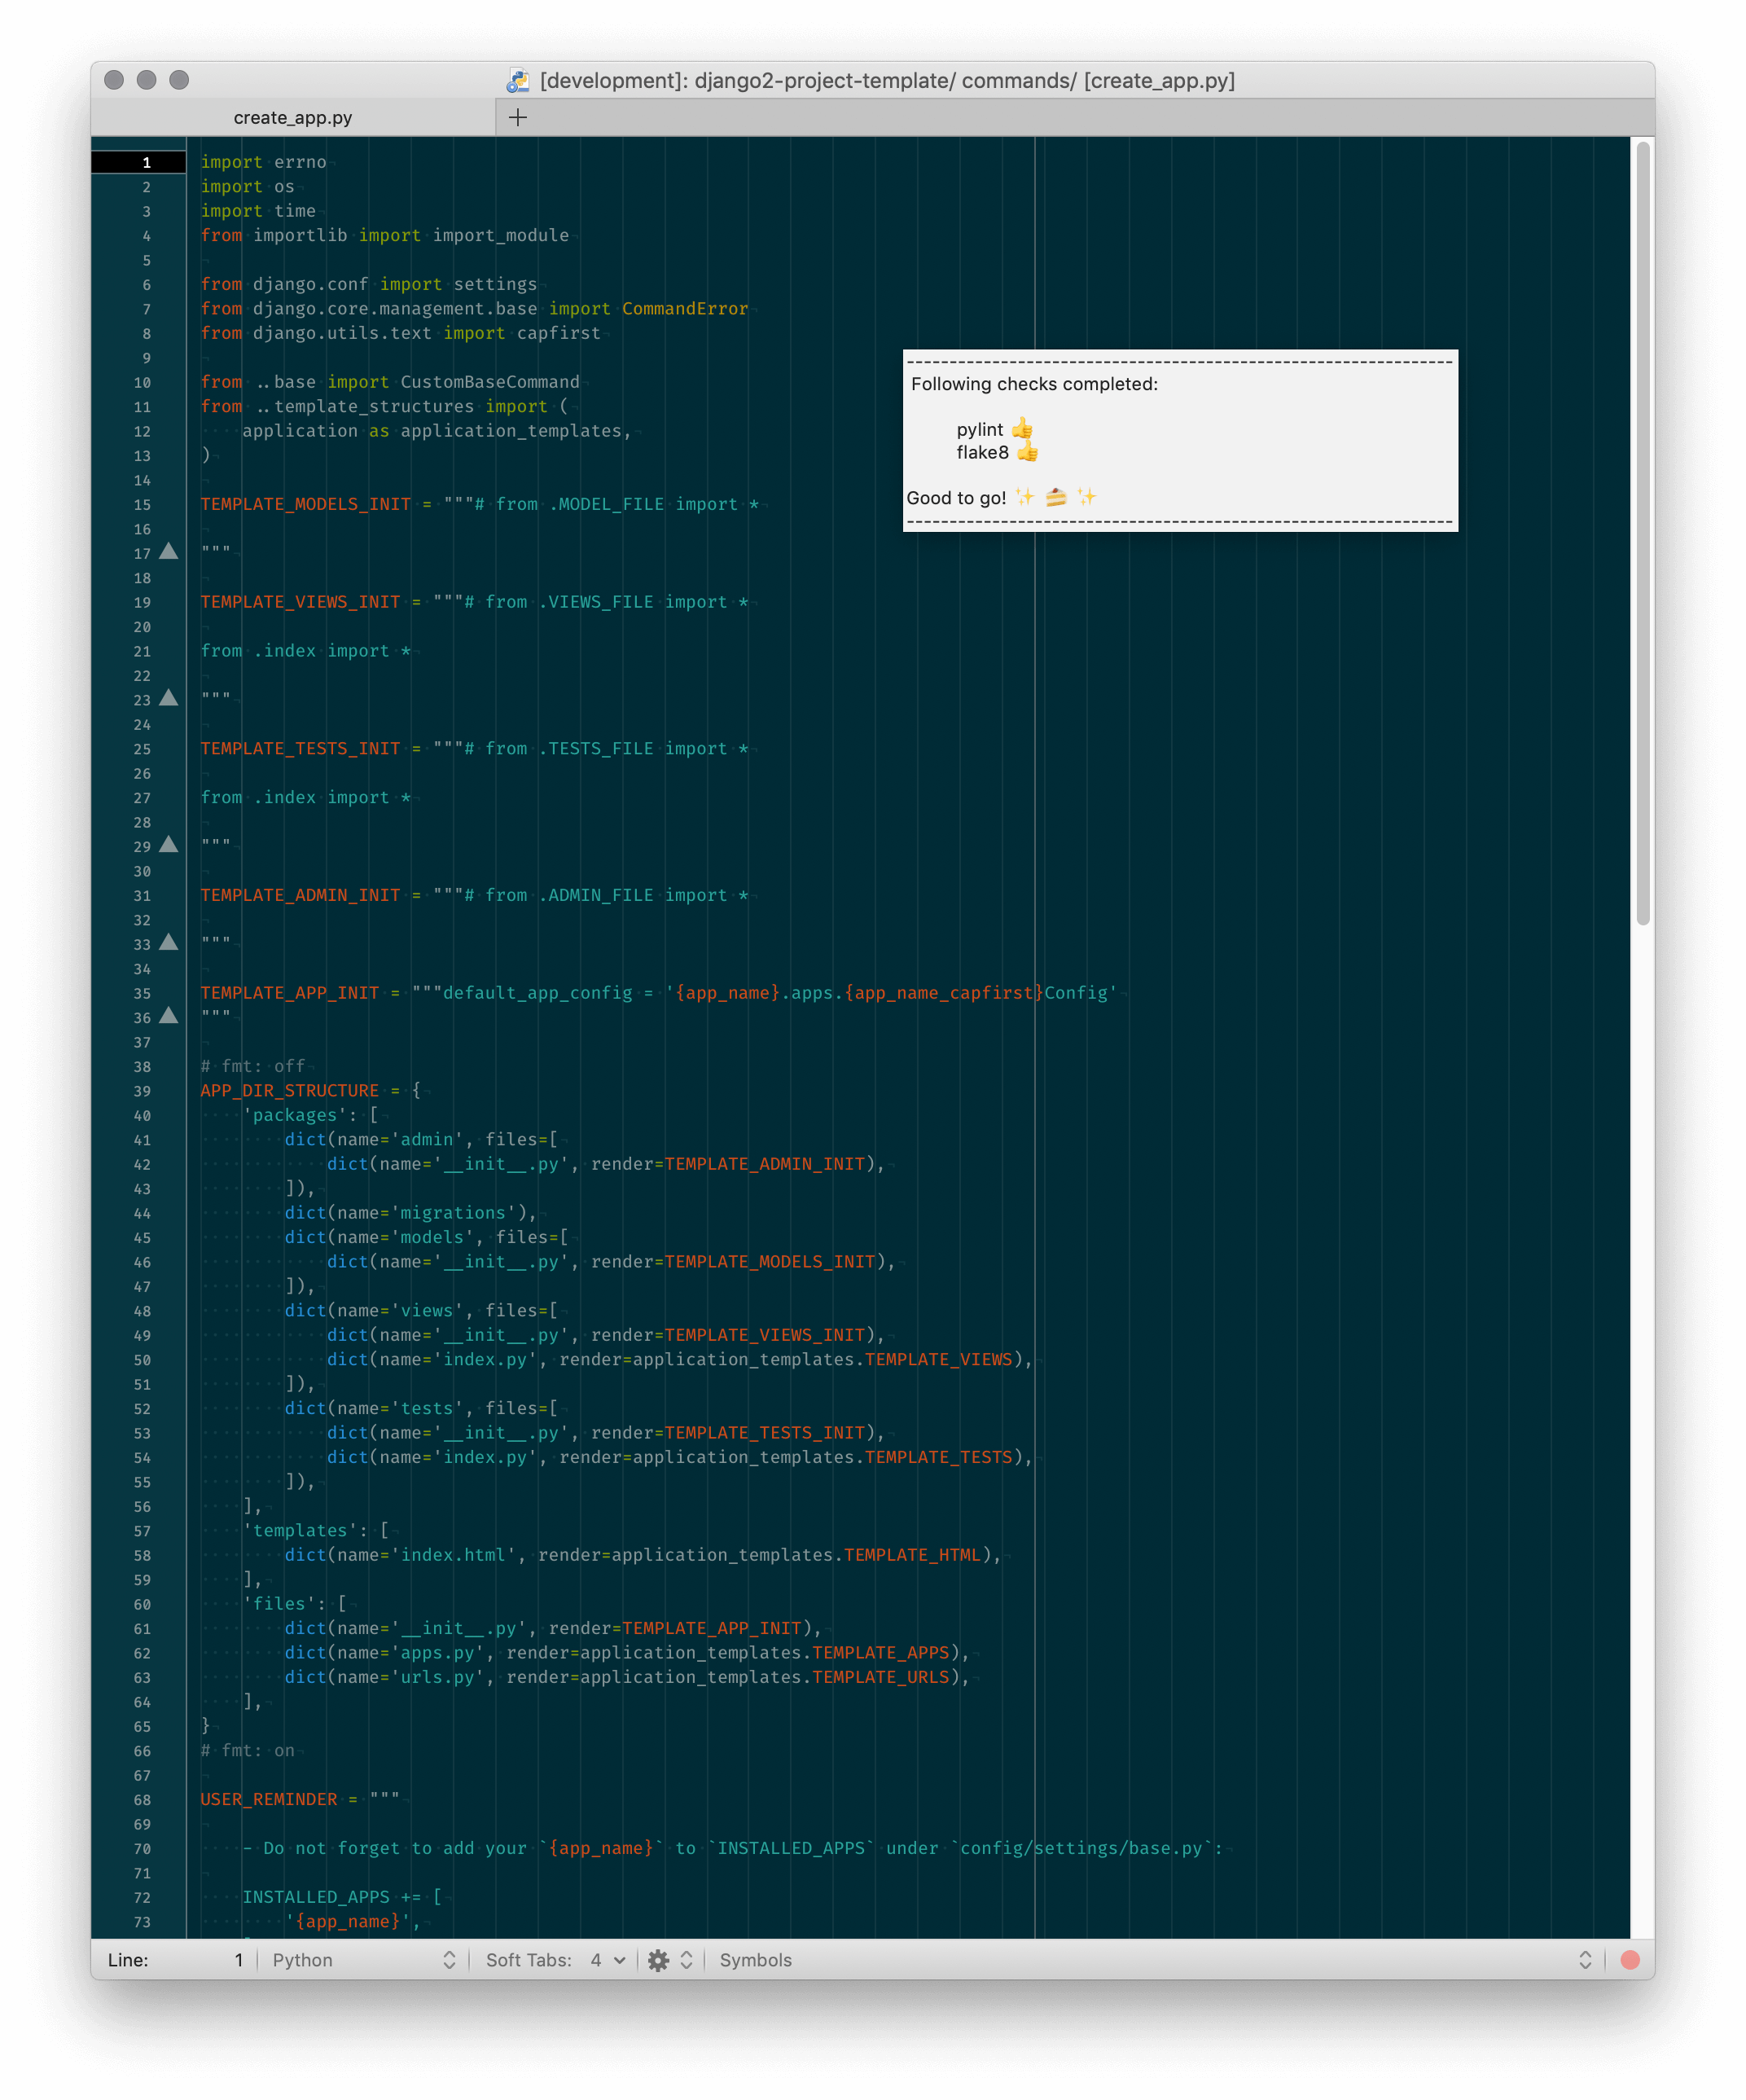 [development]: django2-project-template/ commands/ [create_app.py]
create_app.py
1 import errno
2 import os
3 import time
4 from importlib import import_module
5
6 from django.conf import settings
7 from django.core.management.base import CommandError
8 from django.utils.text import capfirst
9
10 from ..base import CustomBaseCommand
11 from ..template_structures import (
12     application as application_templates,
13 )
14
15 TEMPLATE_MODELS_INIT = """# from .MODEL_FILE import *
16
17 """
18
19 TEMPLATE_VIEWS_INIT = """# from .VIEWS_FILE import *
20
21 from .index import *
22
23 """
24
25 TEMPLATE_TESTS_INIT = """# from .TESTS_FILE import *
26
27 from .index import *
28
29 """
30
31 TEMPLATE_ADMIN_INIT = """# from .ADMIN_FILE import *
32
33 """
34
35 TEMPLATE_APP_INIT = """default_app_config = '{app_name}.apps.{app_name_capfirst}Config'
36 """
37
38 # fmt: off
39 APP_DIR_STRUCTURE = {
40     'packages': [
41         dict(name='admin', files=[
42             dict(name='__init__.py', render=TEMPLATE_ADMIN_INIT),
43         ]),
44         dict(name='migrations'),
45         dict(name='models', files=[
46             dict(name='__init__.py', render=TEMPLATE_MODELS_INIT),
47         ]),
48         dict(name='views', files=[
49             dict(name='__init__.py', render=TEMPLATE_VIEWS_INIT),
50             dict(name='index.py', render=application_templates.TEMPLATE_VIEWS),
51         ]),
52         dict(name='tests', files=[
53             dict(name='__init__.py', render=TEMPLATE_TESTS_INIT),
54             dict(name='index.py', render=application_templates.TEMPLATE_TESTS),
55         ]),
56     ],
57     'templates': [
58         dict(name='index.html', render=application_templates.TEMPLATE_HTML),
59     ],
60     'files': [
61         dict(name='__init__.py', render=TEMPLATE_APP_INIT),
62         dict(name='apps.py', render=application_templates.TEMPLATE_APPS),
63         dict(name='urls.py', render=application_templates.TEMPLATE_URLS),
64     ],
65 }
66 # fmt: on
67
68 USER_REMINDER = """
69
70     - Do not forget to add your `{app_name}` to `INSTALLED_APPS` under `config/settings/base.py`:
71
72     INSTALLED_APPS += [
73         '{app_name}',
Following checks completed:
pylint 👍
flake8 👍
Good to go! ✨ 🍰 ✨
Line: 1 Python Soft Tabs: 4 Symbols